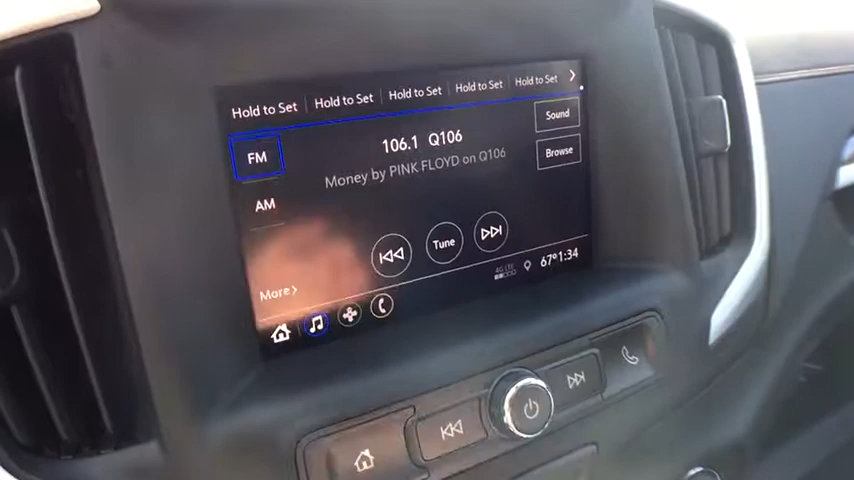 Hold to Set Hold to Set Hold to Set Hold to Set Hold to Set
FM
106.1 Q106
Sound
Money by PINK FLOYD on Q106
Browse
AM
Tune
More
4G LTE
67° 1:34